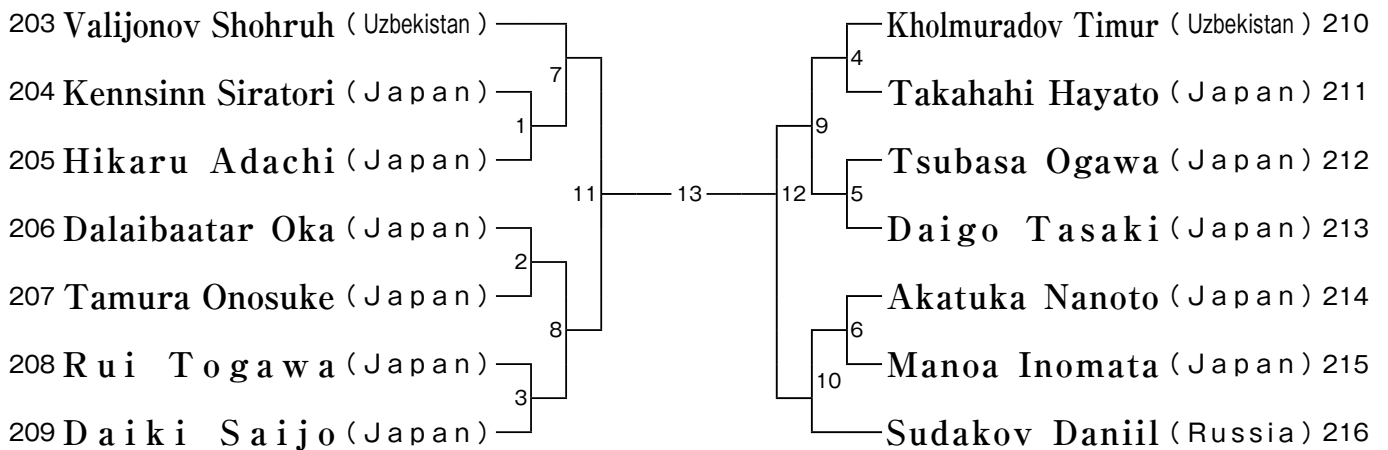 203 Valijonov Shohruh (Uzbekistan)
204 Kennsinn Siratori (Japan)
205 Hikaru Adachi (Japan)
206 Dalaibaatar Oka (Japan)
207 Tamura Onosuke (Japan)
208 Rui Togawa (Japan)
209 Daiki Saijo (Japan)
7
1
2
8
3
11
13
12
4
9
5
6
10
Kholmuradov Timur (Uzbekistan) 210
Takahahi Hayato (Japan) 211
Tsubasa Ogawa (Japan) 212
Daigo Tasaki (Japan) 213
Akatuka Nanoto (Japan) 214
Manoa Inomata (Japan) 215
Sudakov Daniil (Russia) 216